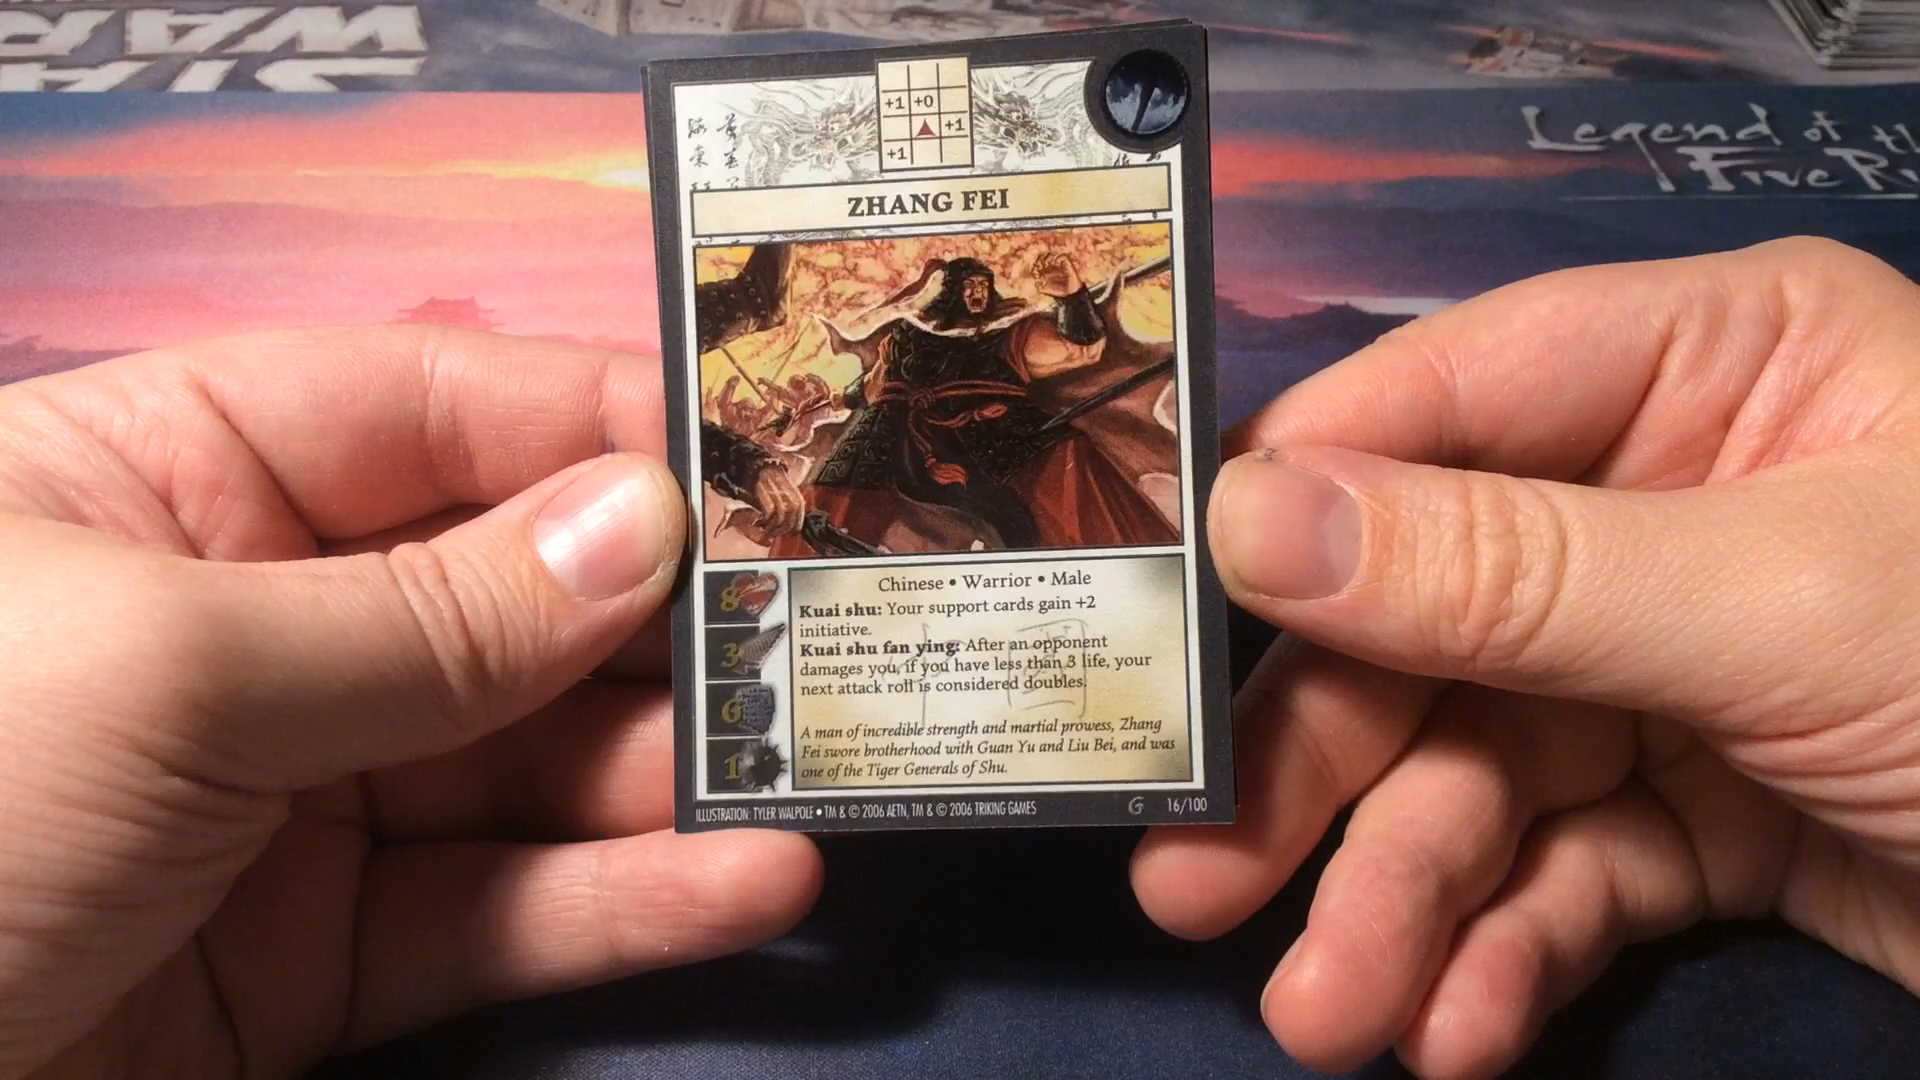 STAR
WARS
Legend of the
Five Ri
+1 +0
+1
+1
ZHANG FEI
8
3
6
1
Chinese • Warrior • Male
Kuai shu: Your support cards gain +2
initiative.
Kuai shu fan ying: After an opponent
damages you, if you have less than 3 life, your
next attack roll is considered doubles.
A man of incredible strength and martial prowess, Zhang
Fei swore brotherhood with Guan Yu and Liu Bei, and was
one of the Tiger Generals of Shu.
ILLUSTRATION: TYLER WALPOLE • TM & © 2006 AETN, TM & © 2006 TRIKING GAMES
G 16/100